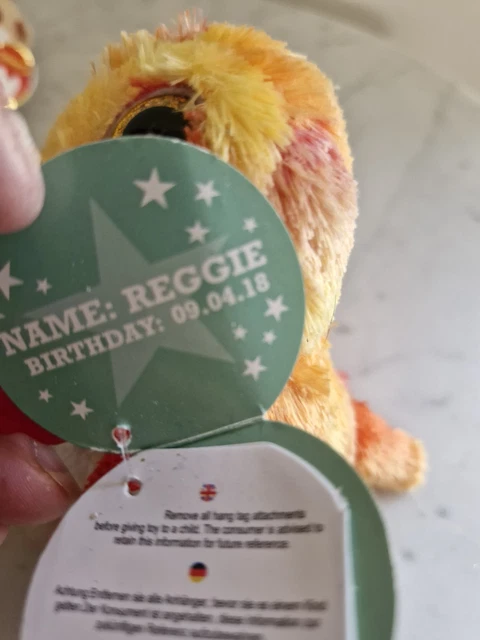 NAME: REGGIE
BIRTHDAY: 09.04.18
Remove all hang tag attachments
before giving toy to a child. The consumer is advised to
retain this information for future reference.
Achtung Entfernen sie alle Anhänger, bevor sie es einem Kind
geben. Der Konsument ist angehalten, diese Information zur